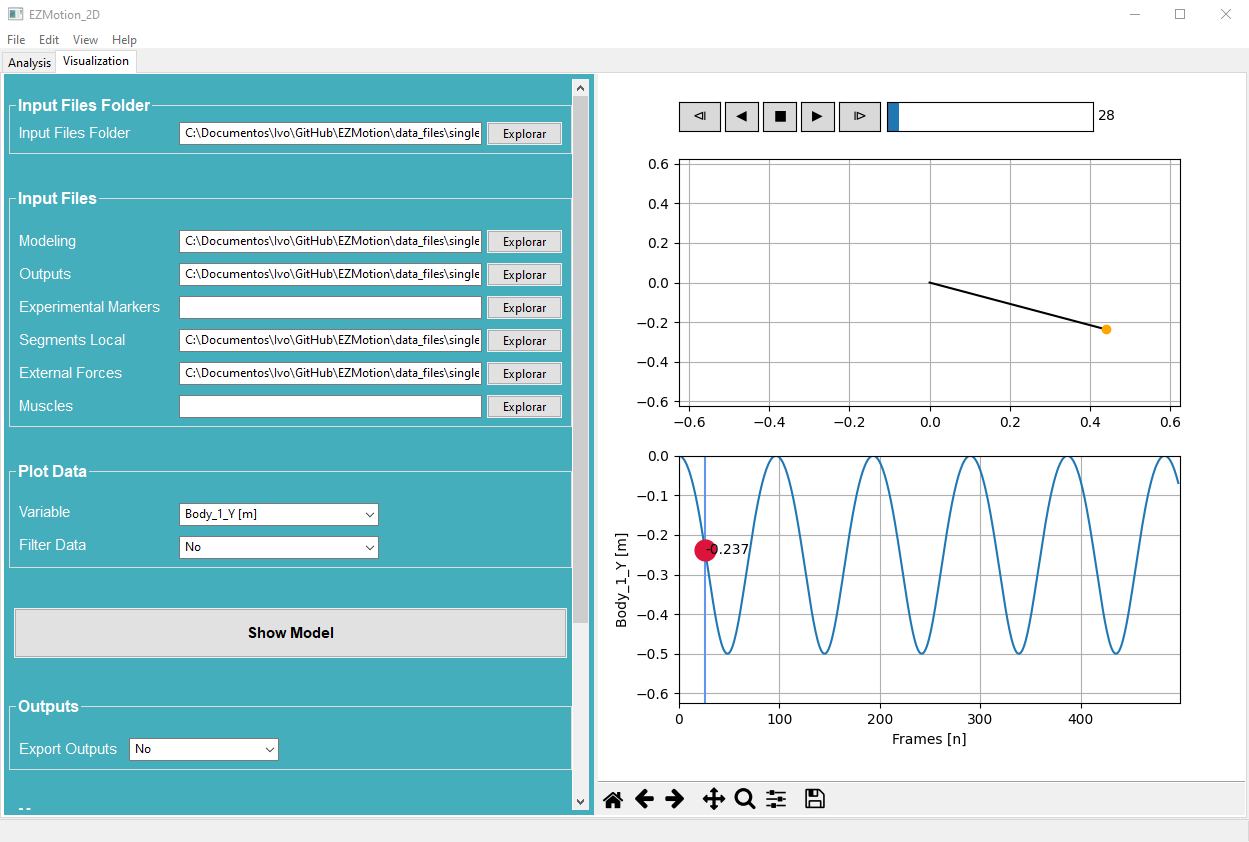 EZMotion_2D
File Edit View Help
Analysis Visualization
Input Files Folder
Input Files Folder C:\Documentos\Ivo\GitHub\EZMotion\data_files\single Explorar
Input Files
Modeling C:\Documentos\Ivo\GitHub\EZMotion\data_files\single Explorar
Outputs C:\Documentos\Ivo\GitHub\EZMotion\data_files\single Explorar
Experimental Markers Explorar
Segments Local C:\Documentos\Ivo\GitHub\EZMotion\data_files\single Explorar
External Forces C:\Documentos\Ivo\GitHub\EZMotion\data_files\single Explorar
Muscles Explorar
Plot Data
Variable Body_1_Y [m]
Filter Data No
Show Model
Outputs
Export Outputs No
28
0.6
0.4
0.2
0.0
−0.2
−0.4
−0.6
−0.6 −0.4 −0.2 0.0 0.2 0.4 0.6
0.0
−0.1
−0.2
−0.3
−0.4
−0.5
−0.6
Body_1_Y [m]
-0.237
0 100 200 300 400
Frames [n]